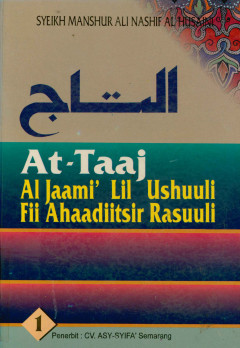 SYEIKH MANSHUR ALI NASHIF AL HUSAINI
التاج
At-Taaj
Al Jaami' Lil Ushuuli
Fii Ahaadiitsir Rasuuli
1
Penerbit : CV. ASY-SYIFA' Semarang